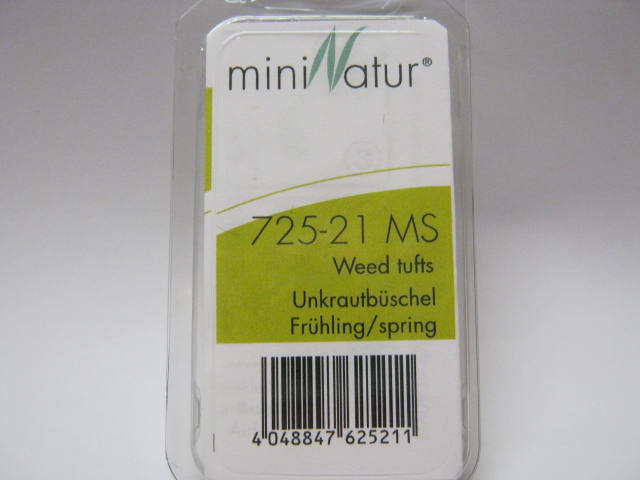 miniNatur®
725-21 MS
Weed tufts
Unkrautbüschel
Frühling/spring
4 048847 625211